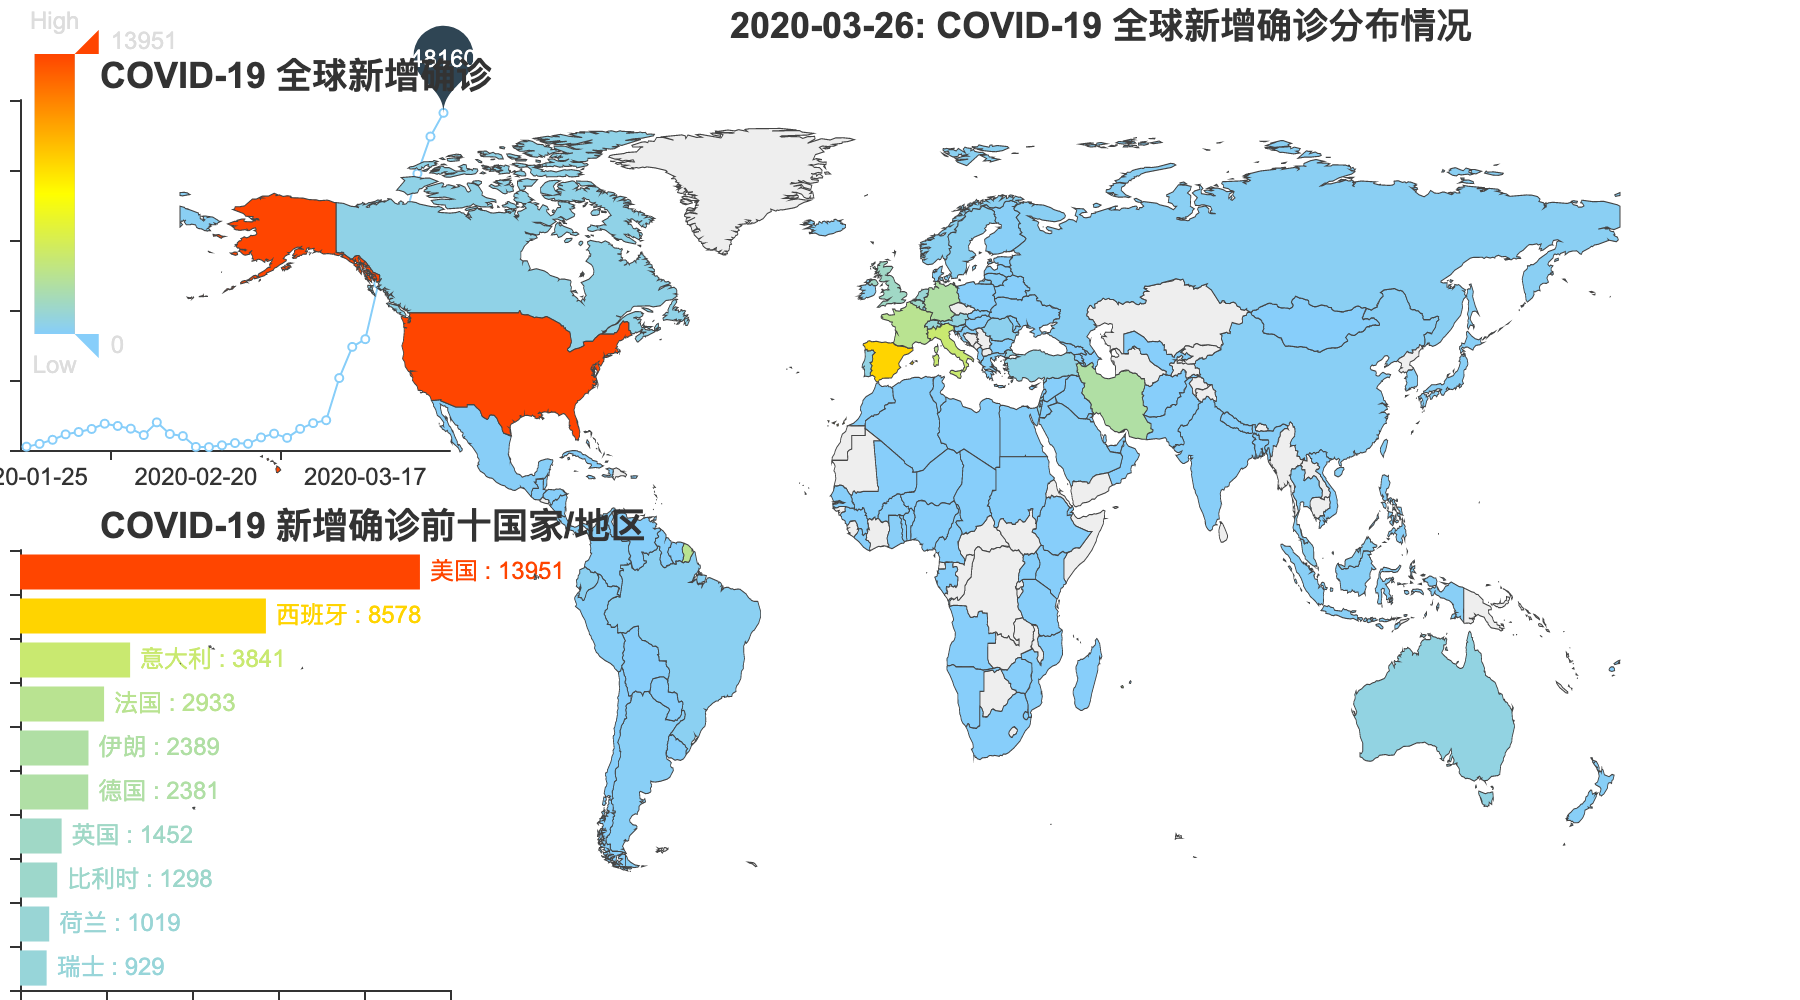 2020-03-26: COVID-19 全球新增确诊分布情况
High
13951
0
Low
COVID-19 全球新增确诊
48160
0-01-25
2020-02-20
2020-03-17
COVID-19 新增确诊前十国家/地区
美国 : 13951
西班牙 : 8578
意大利 : 3841
法国 : 2933
伊朗 : 2389
德国 : 2381
英国 : 1452
比利时 : 1298
荷兰 : 1019
瑞士 : 929